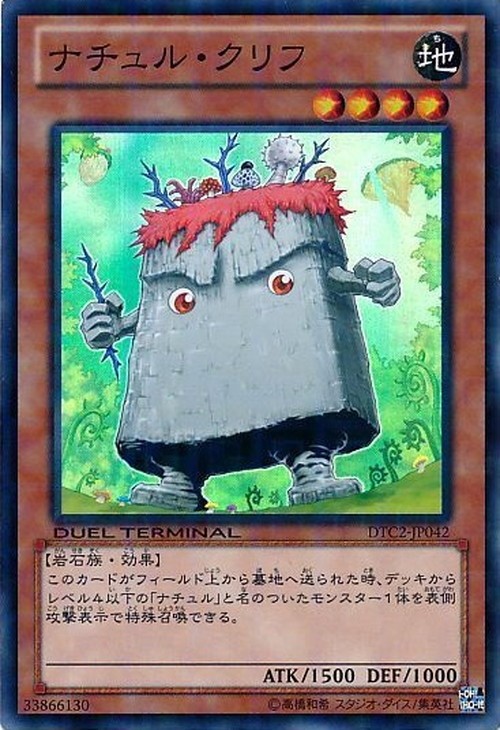 ナチュル・クリフ
地
DUEL TERMINAL
DTC2-JP042
【岩石族・効果】
このカードがフィールド上から墓地へ送られた時、デッキから
レベル4以下の「ナチュル」と名のついたモンスター1体を表側
攻撃表示で特殊召喚できる。
ATK/1500 DEF/1000
33866130
©高橋和希 スタジオ・ダイス/集英社